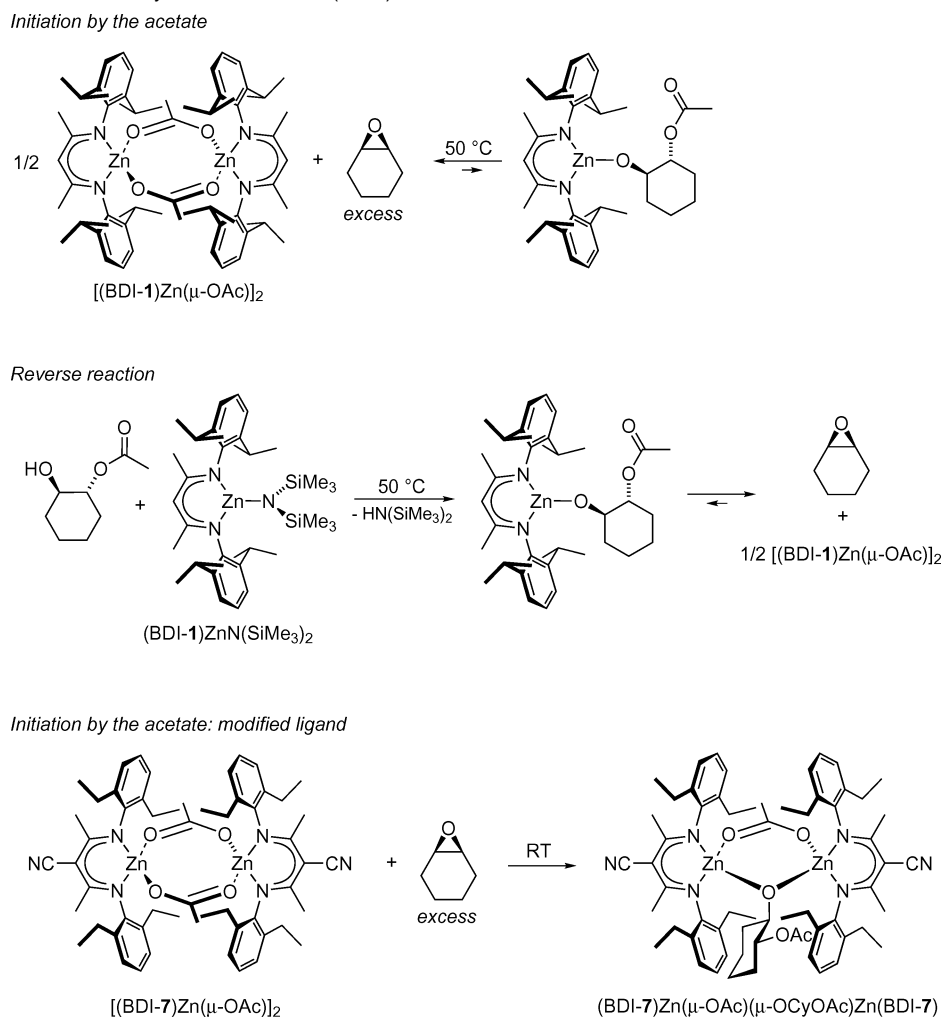 Initiation by the acetate
N
N
Zn
O
O
O
O
Zn
N
N
1/2
+
O
excess
50 °C
N
N
Zn
O
O
O
[(BDI-1)Zn(μ-OAc)]2
Reverse reaction
O
HO
O
+
N
N
Zn
N
SiMe3
SiMe3
50 °C
- HN(SiMe3)2
N
N
Zn
O
O
O
O
+
1/2 [(BDI-1)Zn(μ-OAc)]2
(BDI-1)ZnN(SiMe3)2
Initiation by the acetate: modified ligand
NC
N
N
Zn
O
O
O
O
Zn
N
N
CN
+
O
excess
RT
NC
N
N
Zn
O
O
O
OAc
Zn
N
N
CN
[(BDI-7)Zn(μ-OAc)]2
(BDI-7)Zn(μ-OAc)(μ-OCyOAc)Zn(BDI-7)